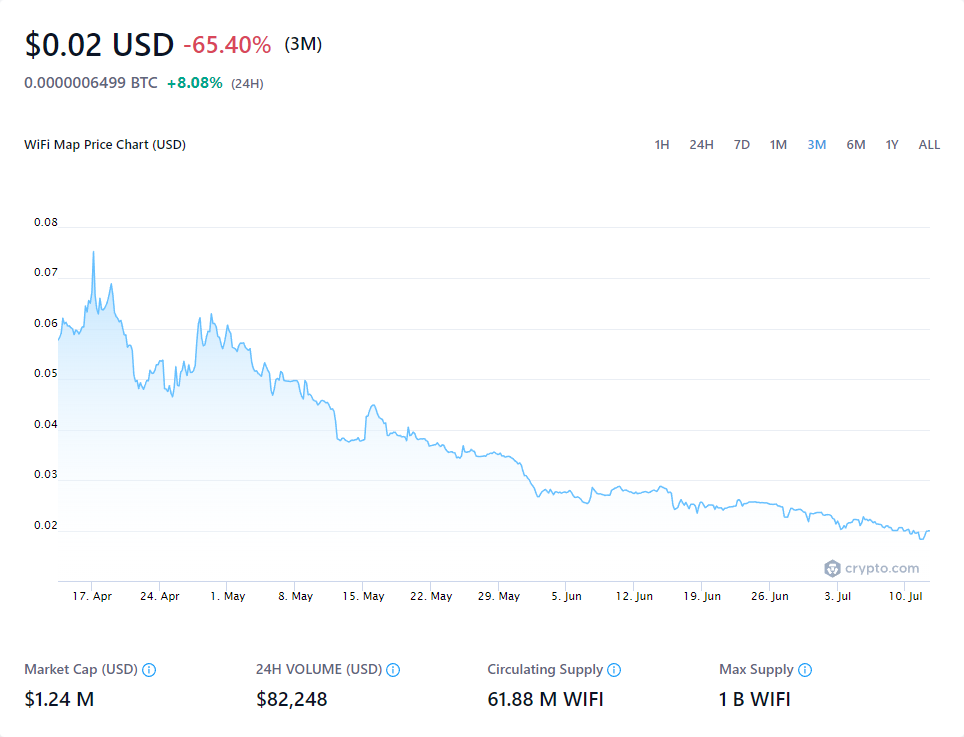 $0.02 USD -65.40% (3M)
0.0000006499 BTC +8.08% (24H)
WiFi Map Price Chart (USD) 1H 24H 7D 1M 3M 6M 1Y ALL
0.08
0.07
0.06
0.05
0.04
0.03
0.02
crypto.com
17. Apr 24. Apr 1. May 8. May 15. May 22. May 29. May 5. Jun 12. Jun 19. Jun 26. Jun 3. Jul 10. Jul
Market Cap (USD) 24H VOLUME (USD) Circulating Supply Max Supply
$1.24 M $82,248 61.88 M WIFI 1 B WIFI